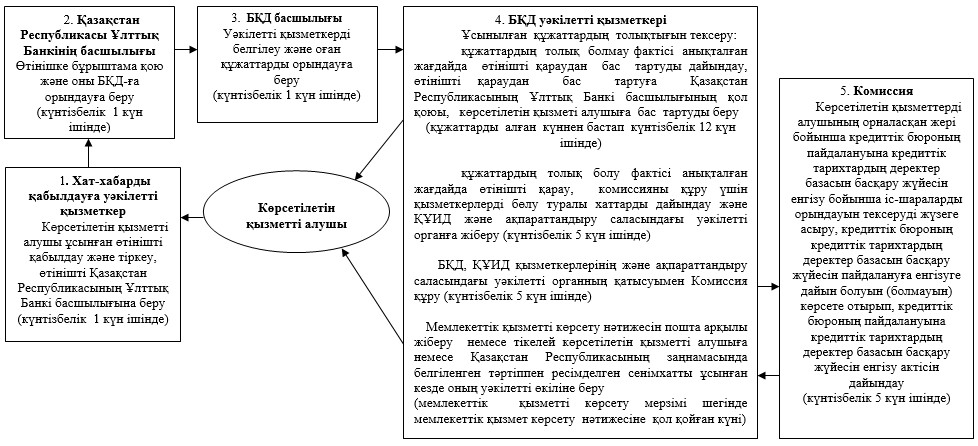 2. Қазақстан
Республикасы Ұлттық
Банкінің басшылығы
Өтінішке бұрыштама қою
және оны БҚД-ға
орындауға беру
(күнтізбелік 1 күн
ішінде)
3. БҚД басшылығы
Уәкілетті қызметкерді
белгілеу және оған
құжаттарды орындауға
беру
(күнтізбелік 1 күн ішінде)
4. БҚД уәкілетті қызметкері
Ұсынылған құжаттардың толықтығын тексеру:
құжаттардың толық болмау фактісі анықталған
жағдайда өтінішті қараудан бас тартуды дайындау,
өтінішті қараудан бас тартуға Қазақстан
Республикасының Ұлттық Банкі басшылығының қол
қоюы, көрсетілетін қызметі алушыға бас тартуды беру
(құжаттарды алған күннен бастап күнтізбелік 12 күн
ішінде)
құжаттардың толық болу фактісі анықталған
жағдайда өтінішті қарау, комиссияны құру үшін
қызметкерлерді бөлу туралы хаттарды дайындау және
ҚҰИД және ақпараттандыру саласындағы уәкілетті
органға жіберу (күнтізбелік 5 күн ішінде)
БҚД, ҚҰИД қызметкерлерінің және ақпараттандыру
саласындағы уәкілетті органның қатысуымен Комиссия
құру (күнтізбелік 5 күн ішінде)
Мемлекеттік қызметті көрсету нәтижесін пошта арқылы
жіберу немесе тікелей көрсетілетін қызметті алушыға
немесе Қазақстан Республикасының заңнамасында
белгіленген тәртіппен ресімделген сенімхатты ұсынған
кезде оның уәкілетті өкіліне беру
(мемлекеттік қызметті көрсету мерзімі шегінде
мемлекеттік қызмет көрсету нәтижесіне қол қойған күні)
5. Комиссия
Көрсетілетін қызметтерді
алушының орналасқан жері
бойынша кредиттік бюроның
пайдалануына кредиттік
тарихтардың деректер
базасын басқару жүйесін
енгізу бойынша іс-шараларды
орындауын тексеруді жүзеге
асыру, кредиттік бюроның
кредиттік тарихтардың
деректер базасын басқару
жүйесін пайдалануға енгізуге
дайын болуын (болмауын)
көрсете отырып, кредиттік
бюроның пайдалануына
кредиттік тарихтардың
деректер базасын басқару
жүйесін енгізу актісін
дайындау
(күнтізбелік 5 күн ішінде)
1. Хат-хабарды
қабылдауға уәкілетті
қызметкер
Көрсетілетін қызметті
алушы ұсынған өтінішті
қабылдау және тіркеу,
өтінішті Қазақстан
Республикасының Ұлттық
Банкі басшылығына беру
(күнтізбелік 1 күн ішінде)
Көрсетілетін
қызметті алушы